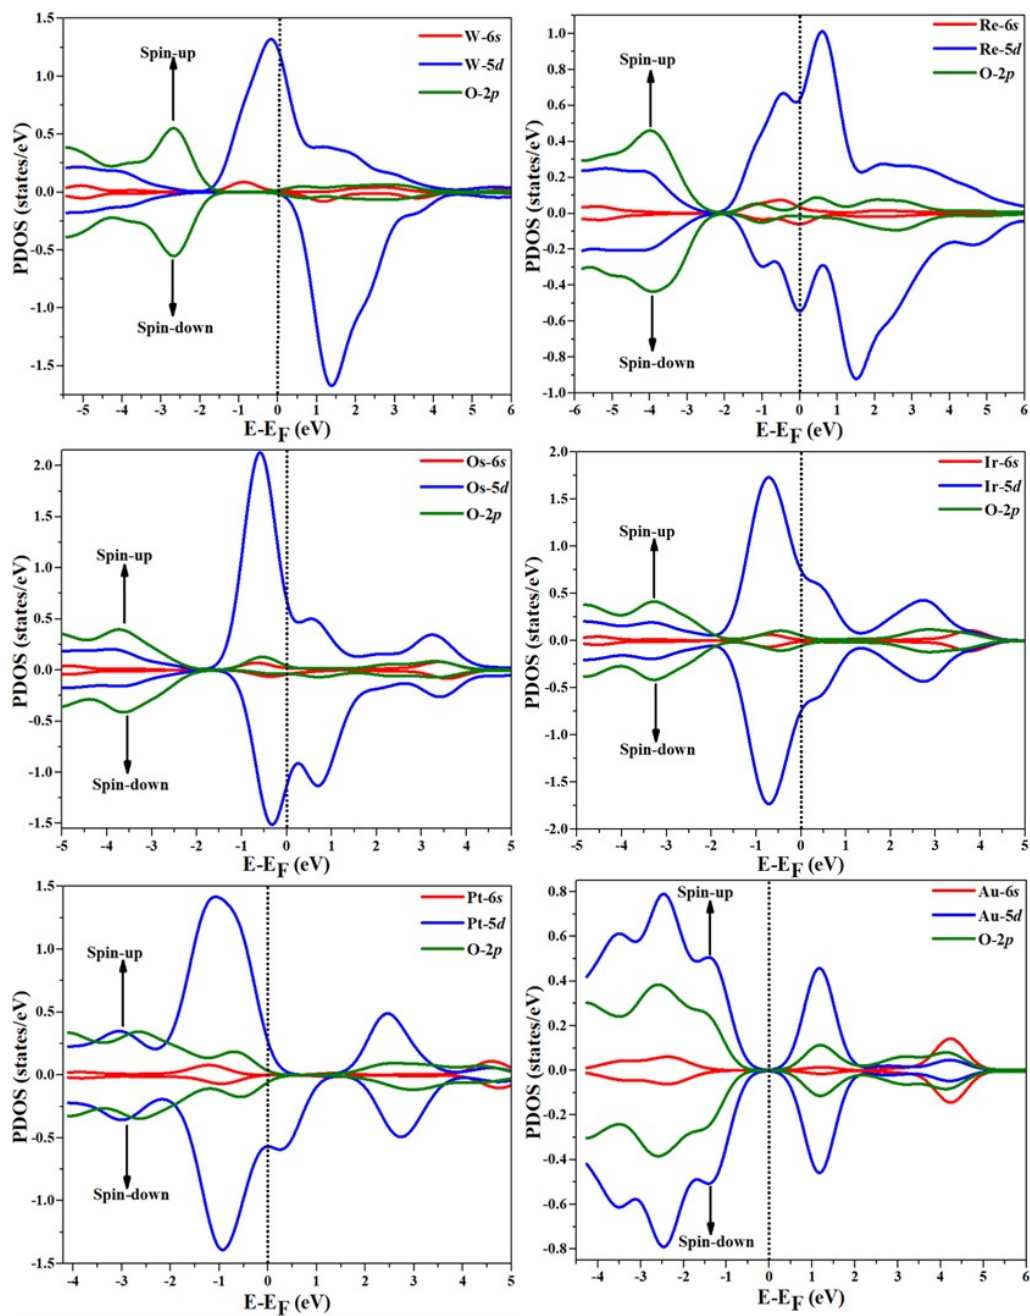 W-6s
W-5d
O-2p
Spin-up
Spin-down
PDOS (states/eV)
1.5
1.0
0.5
0.0
-0.5
-1.0
-1.5
-5 -4 -3 -2 -1 0 1 2 3 4 5 6
E-EF (eV)
Re-6s
Re-5d
O-2p
Spin-up
Spin-down
PDOS (states/eV)
1.0
0.8
0.6
0.4
0.2
0.0
-0.2
-0.4
-0.6
-0.8
-1.0
-6 -5 -4 -3 -2 -1 0 1 2 3 4 5 6
E-EF (eV)
Os-6s
Os-5d
O-2p
Spin-up
Spin-down
PDOS (states/eV)
2.0
1.5
1.0
0.5
0.0
-0.5
-1.0
-1.5
-5 -4 -3 -2 -1 0 1 2 3 4 5
E-EF (eV)
Ir-6s
Ir-5d
O-2p
Spin-up
Spin-down
PDOS (states/eV)
2.0
1.5
1.0
0.5
0.0
-0.5
-1.0
-1.5
-2.0
-5 -4 -3 -2 -1 0 1 2 3 4 5
E-EF (eV)
Pt-6s
Pt-5d
O-2p
Spin-up
Spin-down
PDOS (states/eV)
1.5
1.0
0.5
0.0
-0.5
-1.0
-1.5
-4 -3 -2 -1 0 1 2 3 4 5
E-EF (eV)
Au-6s
Au-5d
O-2p
Spin-up
Spin-down
PDOS (states/eV)
0.8
0.6
0.4
0.2
0.0
-0.2
-0.4
-0.6
-0.8
-4 -3 -2 -1 0 1 2 3 4 5 6
E-EF (eV)